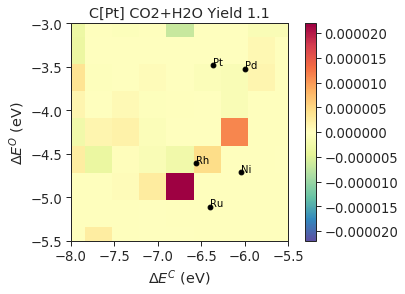 C[Pt] CO2+H2O Yield 1.1
−3.0
−3.5
−4.0
−4.5
−5.0
−5.5
ΔE^O (eV)
Pt
Pd
Rh
Ni
Ru
−8.0 −7.5 −7.0 −6.5 −6.0 −5.5
ΔE^C (eV)
0.000020
0.000015
0.000010
0.000005
0.000000
−0.000005
−0.000010
−0.000015
−0.000020